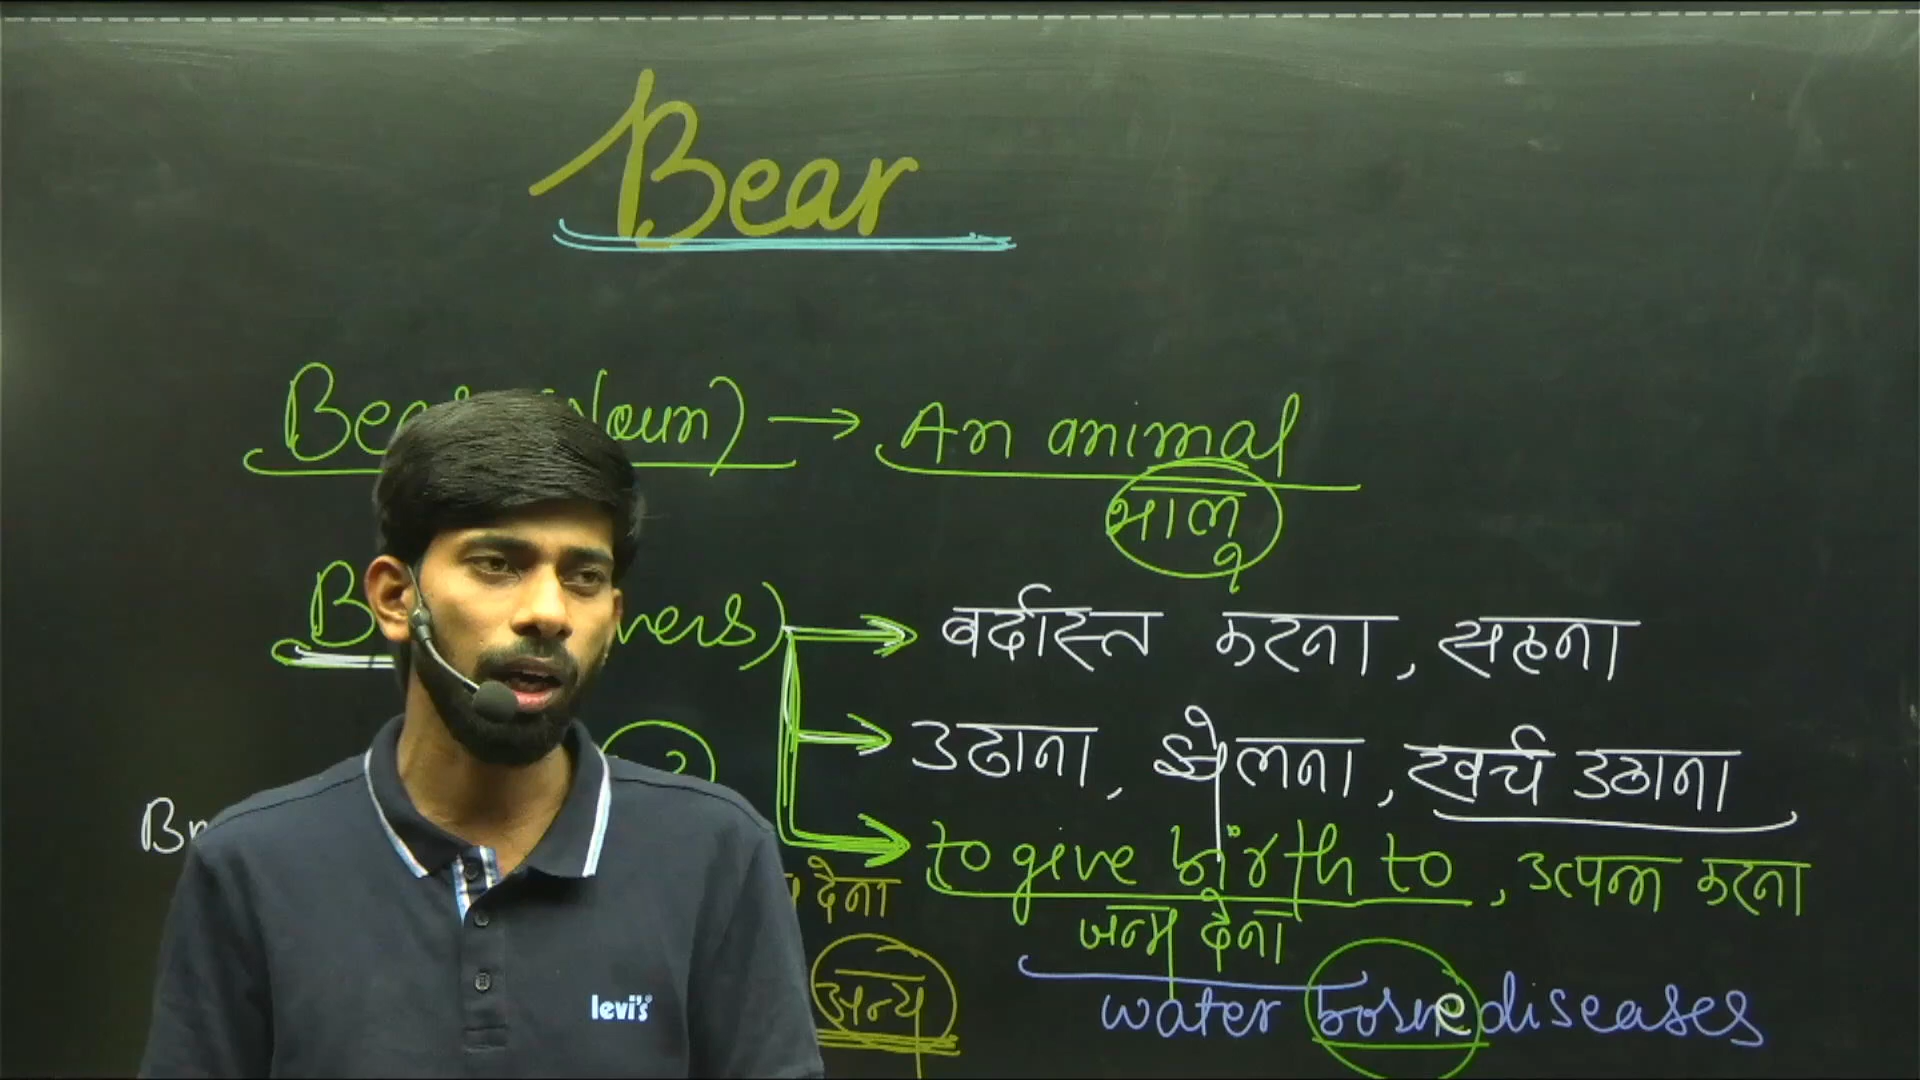 Bear
Noun) → An animal
भालू
बर्दास्त करना, सहना
उठाना, झेलना, खर्च उठाना
to give birth to, उत्पन्न करना
देना
जन्म देना
अन्य
water borne diseases
levi's